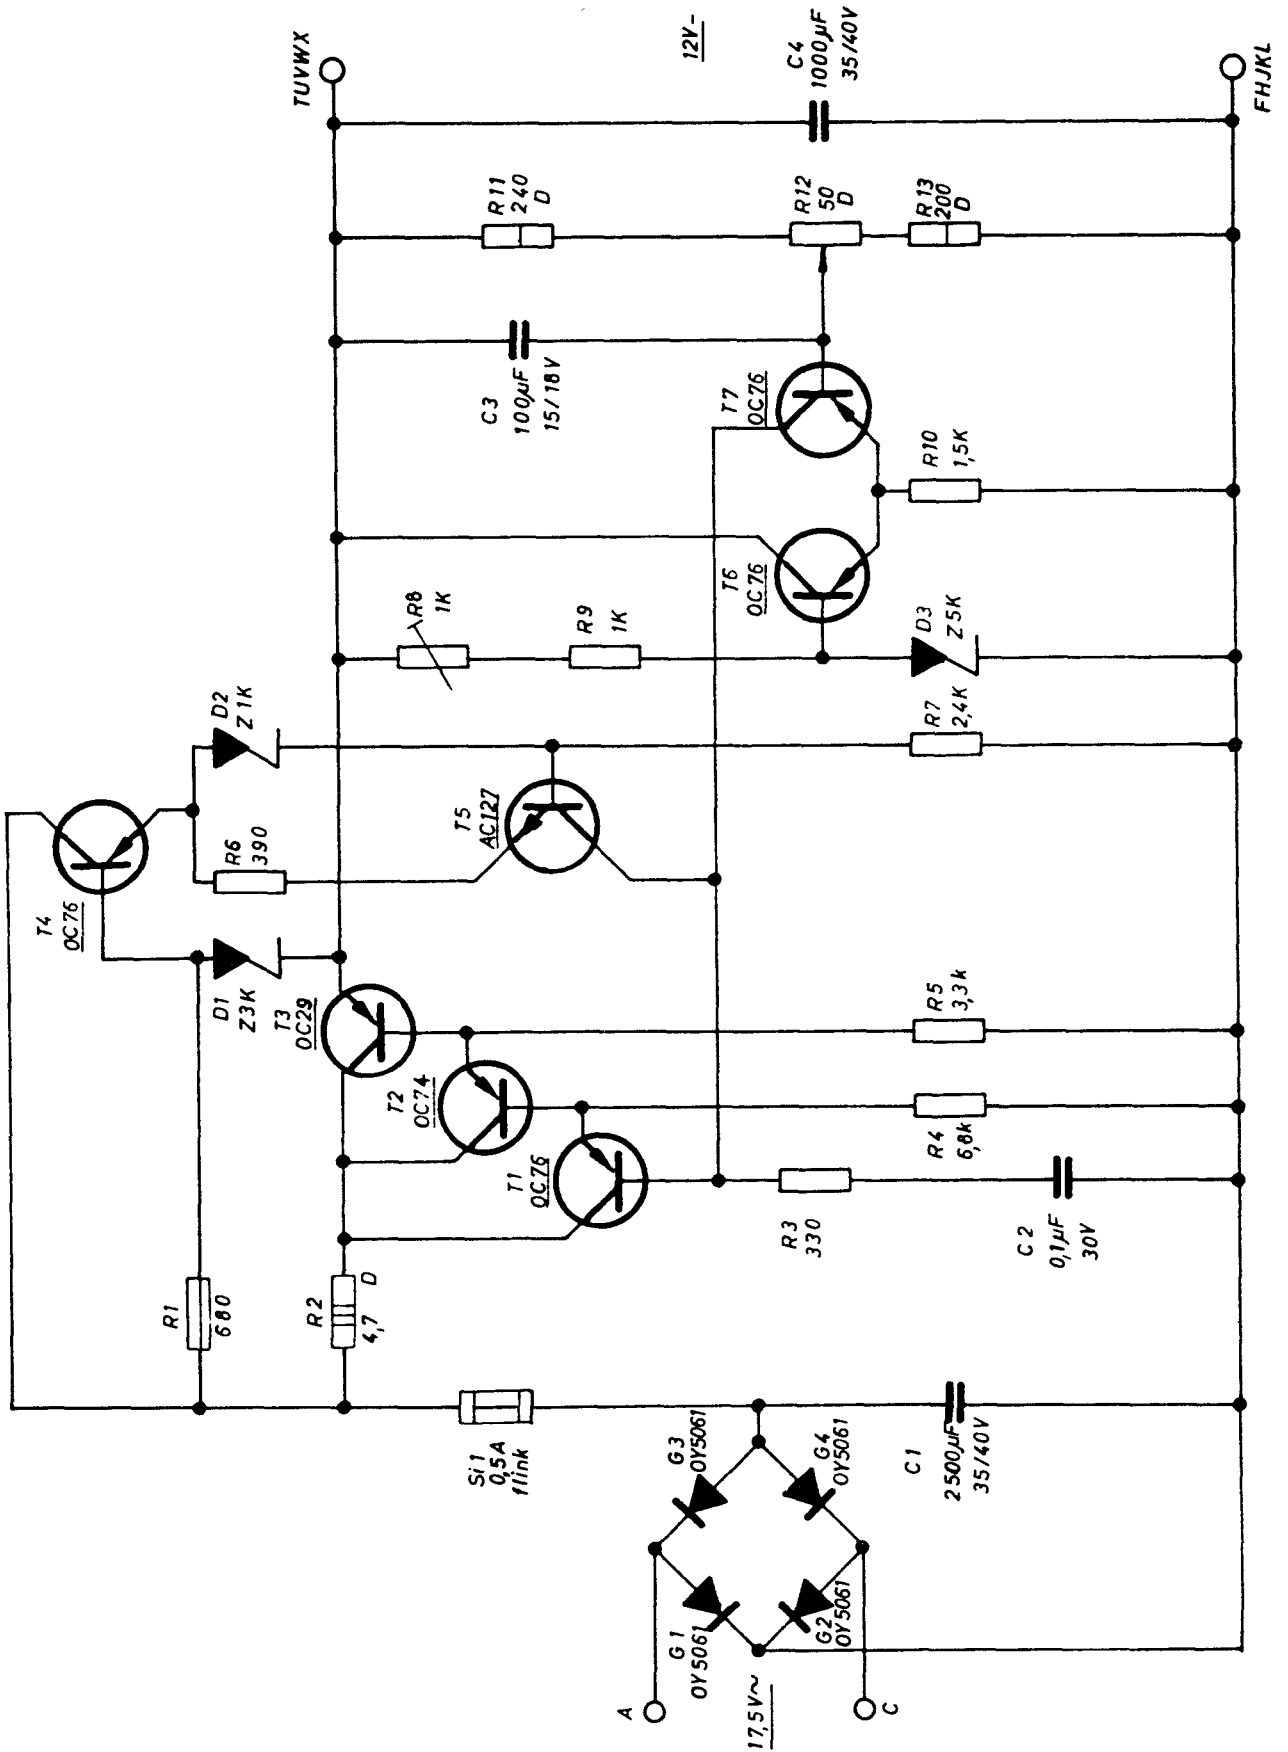 A
C
17,5V~
G1
OY5061
G2
OY5061
G3
OY5061
G4
OY5061
Si1
0,5A
flink
C1
2500µF
35/40V
R1
680
R2
4,7
D
T1
OC76
T2
OC74
T3
OC29
R3
330
C2
0,1µF
30V
R4
6,8k
R5
3,3k
D1
Z3K
T4
OC76
R6
390
D2
Z1K
T5
AC127
R7
2,4K
R8
1K
R9
1K
D3
Z5K
T6
OC76
T7
OC76
R10
1,5K
C3
100µF
15/18V
R11
240
D
R12
50
D
R13
200
D
C4
1000µF
35/40V
12V-
TUVWX
FHJKL